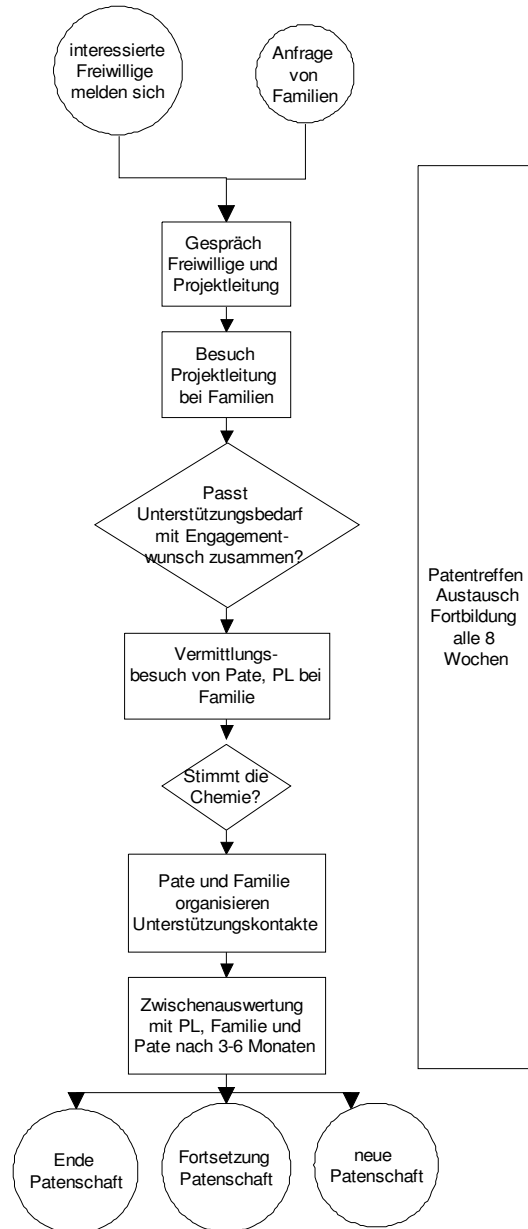 interessierte
Freiwillige
melden sich
Anfrage
von
Familien
Gespräch
Freiwillige und
Projektleitung
Besuch
Projektleitung
bei Familien
Passt
Unterstützungsbedarf
mit Engagement-
wunsch zusammen?
Vermittlungs-
besuch von Pate, PL bei
Familie
Stimmt die
Chemie?
Pate und Familie
organisieren
Unterstützungskontakte
Zwischenauswertung
mit PL, Familie und
Pate nach 3-6 Monaten
Ende
Patenschaft
Fortsetzung
Patenschaft
neue
Patenschaft
Patentreffen
Austausch
Fortbildung
alle 8
Wochen